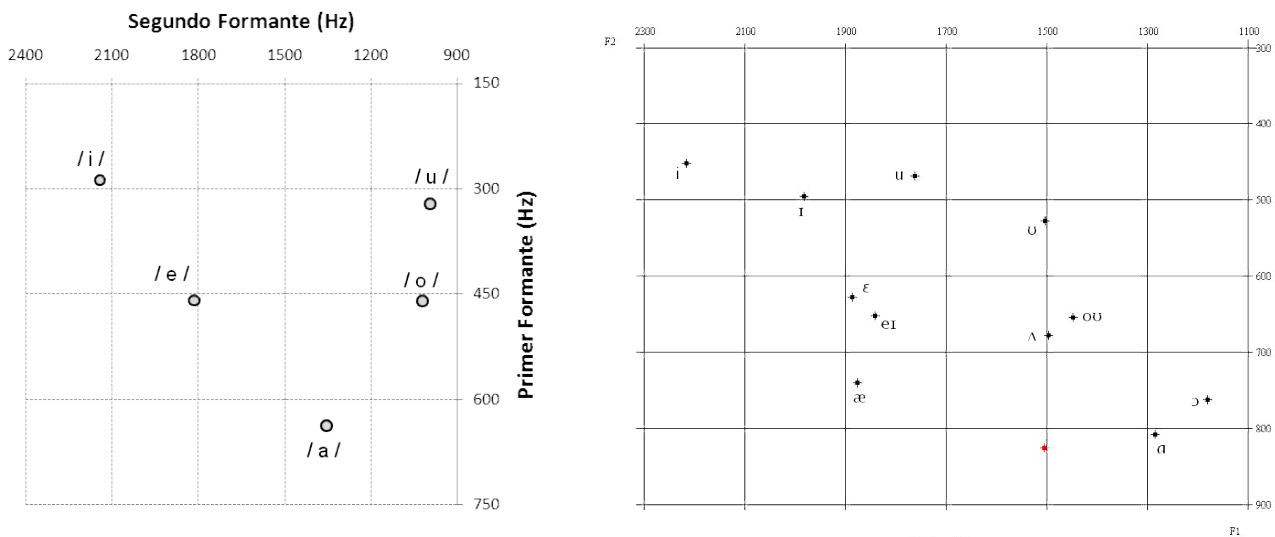 Segundo Formante (Hz)
2400 2100 1800 1500 1200 900
150
/ i /
/ u /
300
/ e /
/ o /
450
600
/ a /
750
Primer Formante (Hz)
F2
2300 2100 1900 1700 1500 1300 1100
300
400
i
u
500
ɪ
ʊ
600
ɛ
eɪ
oʊ
ʌ
700
æ
ɔ
800
ɑ
900
F1